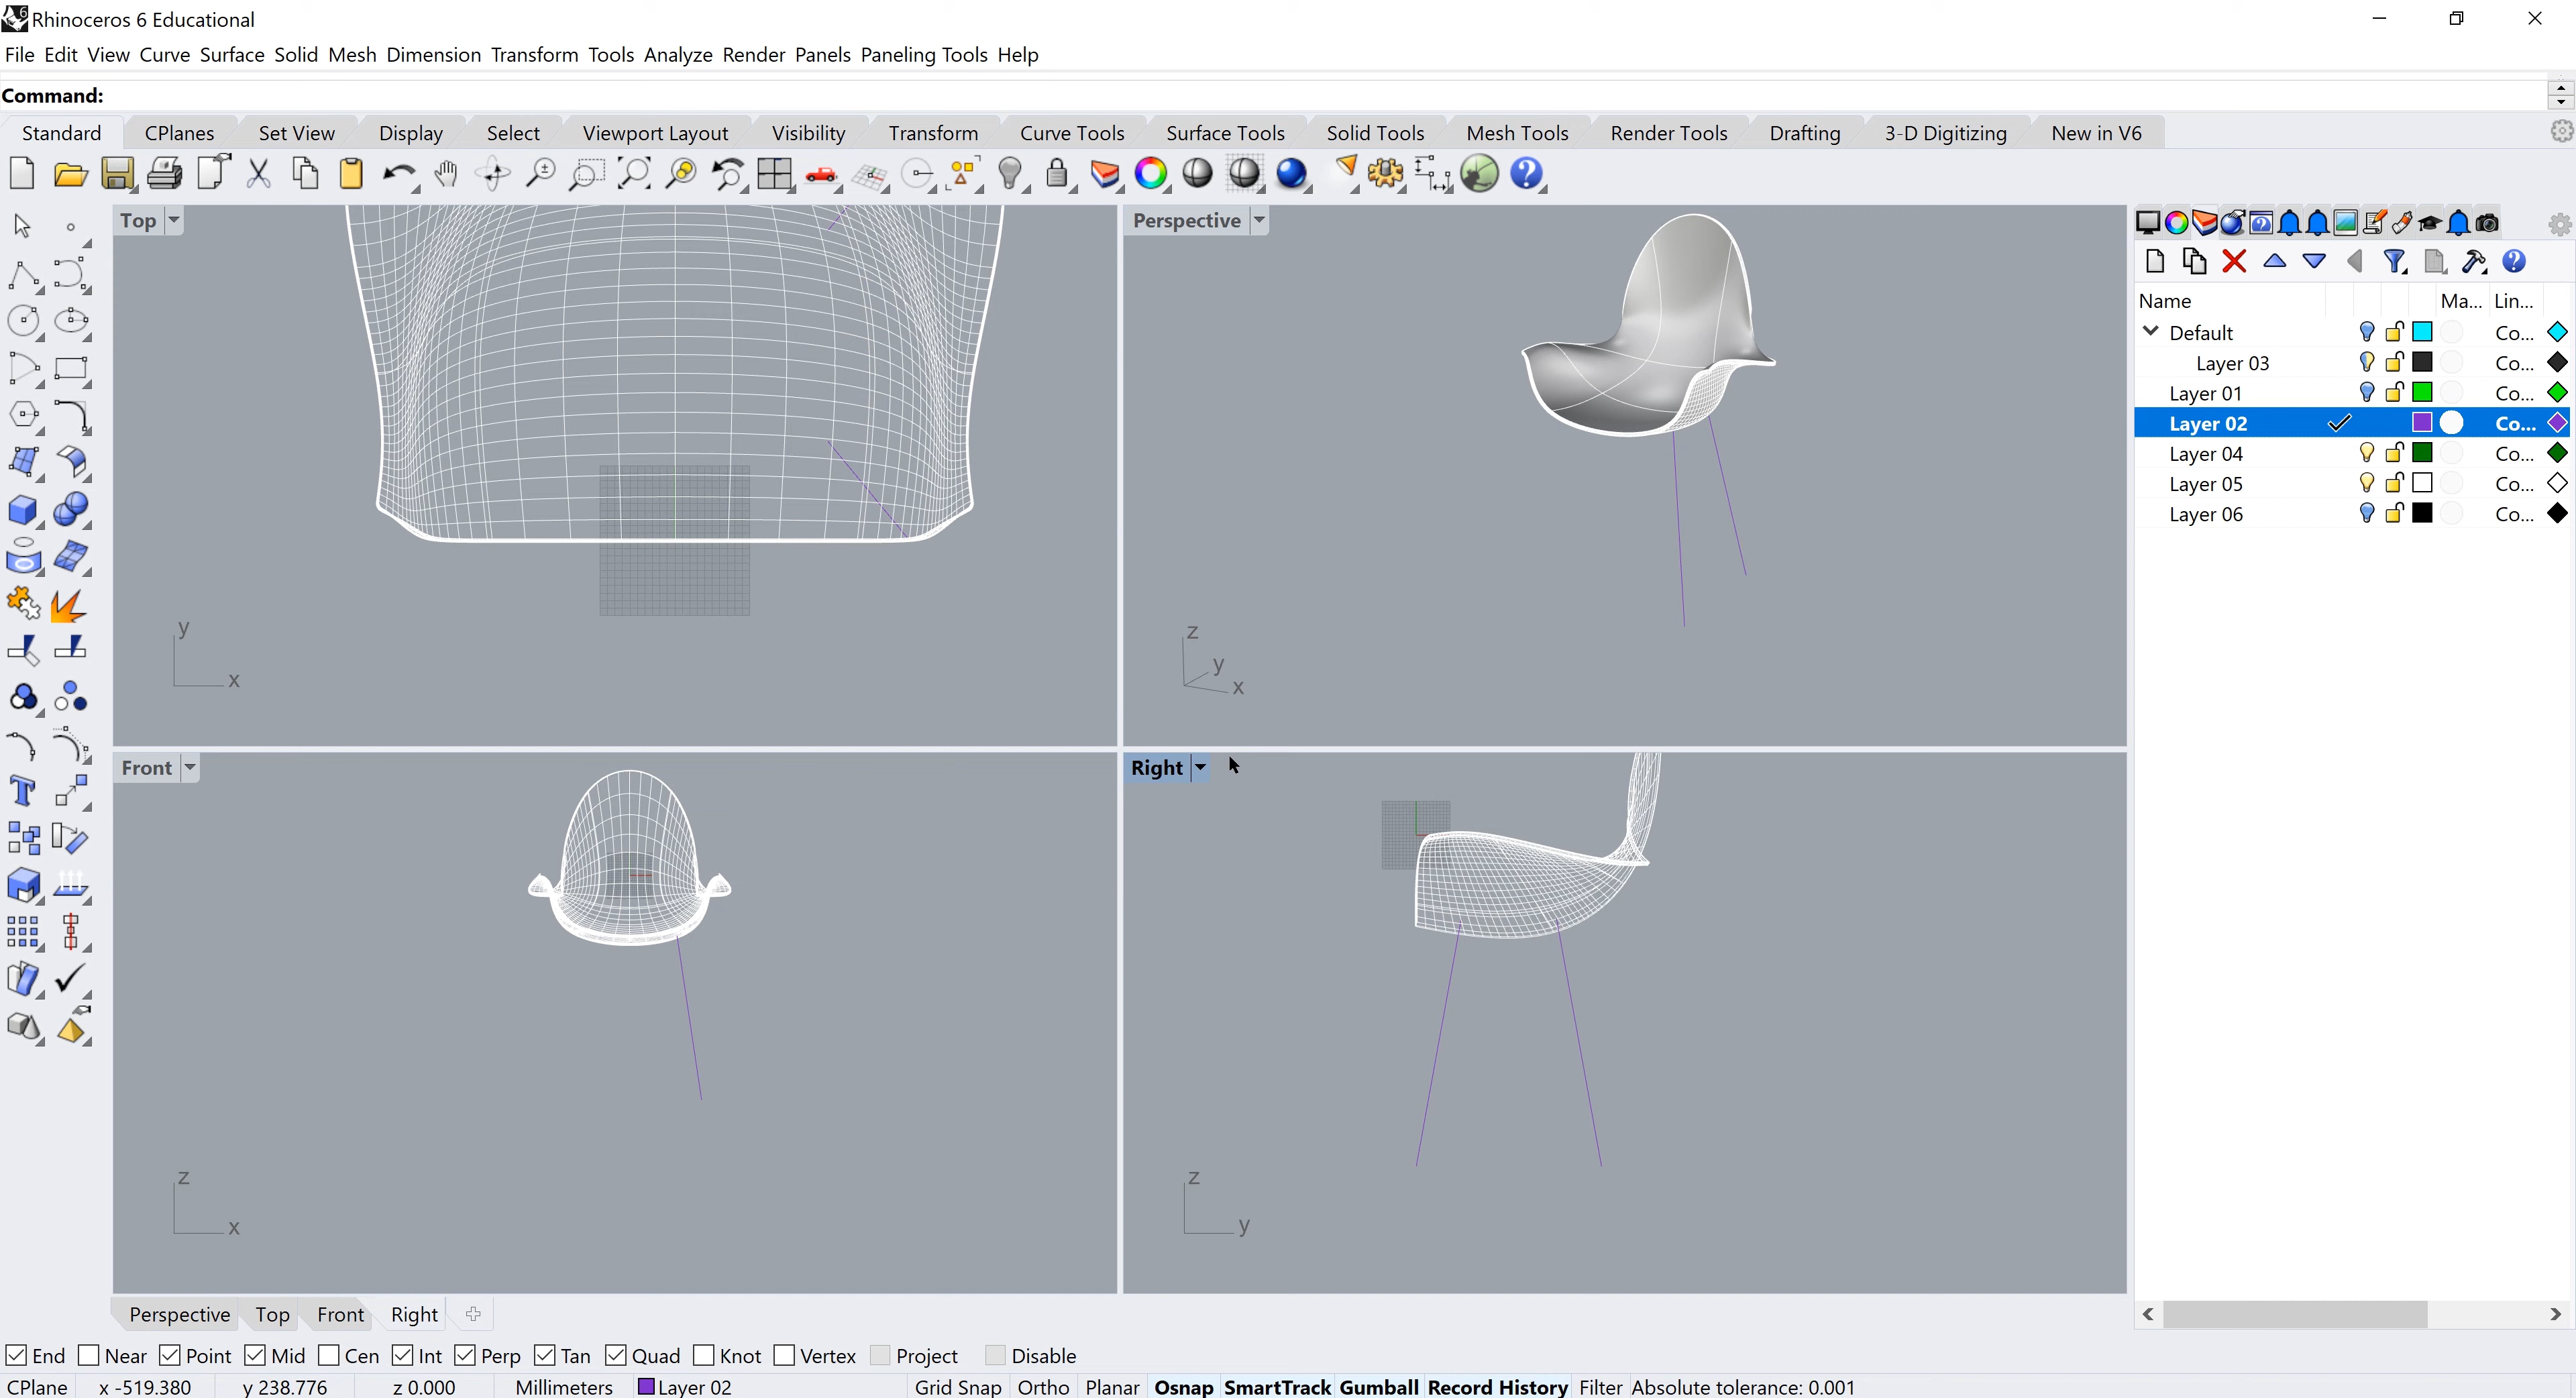 Rhinoceros 6 Educational
File Edit View Curve Surface Solid Mesh Dimension Transform Tools Analyze Render Panels Paneling Tools Help
Command:
Standard CPlanes Set View Display Select Viewport Layout Visibility Transform Curve Tools Surface Tools Solid Tools Mesh Tools Render Tools Drafting 3-D Digitizing New in V6
Top
Perspective
Name Ma... Lin...
Default Co...
Layer 03 Co...
Layer 01 Co...
Layer 02 Co...
Layer 04 Co...
Layer 05 Co...
Layer 06 Co...
y
x
z
y
x
Front
Right
z
x
z
y
Perspective Top Front Right
End Near Point Mid Cen Int Perp Tan Quad Knot Vertex Project Disable
CPlane x -519.380 y 238.776 z 0.000 Millimeters Layer 02 Grid Snap Ortho Planar Osnap SmartTrack Gumball Record History Filter Absolute tolerance: 0.001